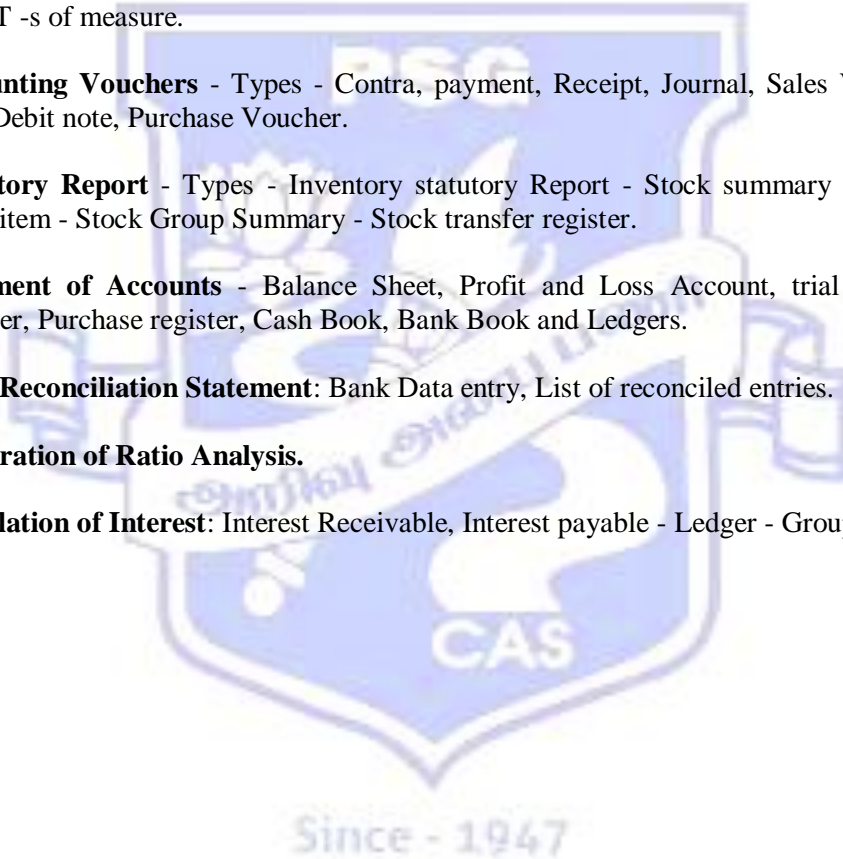 T -s of measure.
unting Vouchers - Types - Contra, payment, Receipt, Journal, Sales V
Debit note, Purchase Voucher.
tory Report - Types - Inventory statutory Report - Stock summary
item - Stock Group Summary - Stock transfer register.
ment of Accounts - Balance Sheet, Profit and Loss Account, trial
er, Purchase register, Cash Book, Bank Book and Ledgers.
Reconciliation Statement: Bank Data entry, List of reconciled entries.
ration of Ratio Analysis.
lation of Interest: Interest Receivable, Interest payable - Ledger - Group
PSG
CAS
Since - 1947